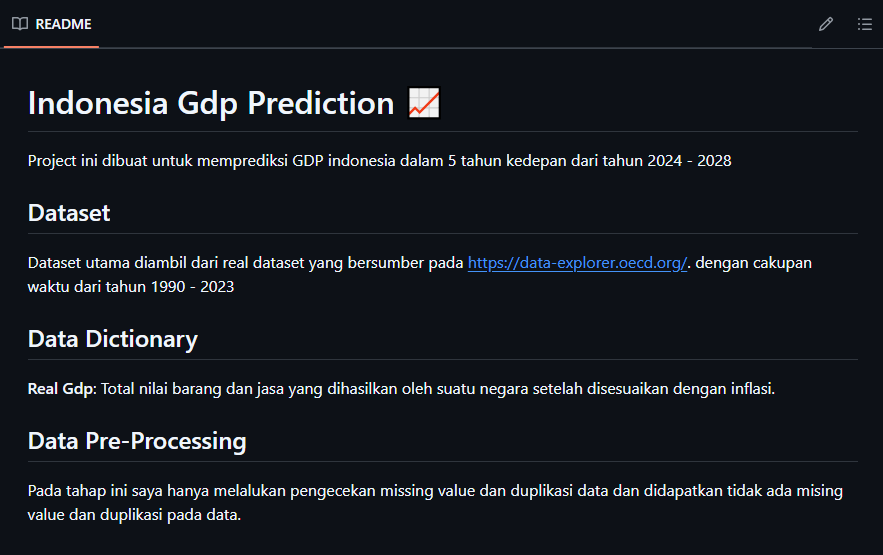 README
Indonesia Gdp Prediction 📈
Project ini dibuat untuk memprediksi GDP indonesia dalam 5 tahun kedepan dari tahun 2024 - 2028
Dataset
Dataset utama diambil dari real dataset yang bersumber pada https://data-explorer.oecd.org/. dengan cakupan
waktu dari tahun 1990 - 2023
Data Dictionary
Real Gdp: Total nilai barang dan jasa yang dihasilkan oleh suatu negara setelah disesuaikan dengan inflasi.
Data Pre-Processing
Pada tahap ini saya hanya melalukan pengecekan missing value dan duplikasi data dan didapatkan tidak ada mising
value dan duplikasi pada data.